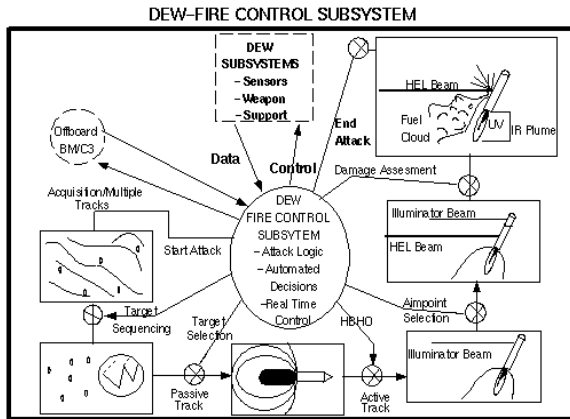 DEW-FIRE CONTROL SUBSYSTEM
DEW
SUBSYSTEMS
- Sensors
- Weapon
- Support
End
Attack
HEL Beam
Fuel
Cloud
UV
IR Plume
Offboard
BM/C3
Data
Control
Damage Assesment
Acquisition/Multiple
Tracks
Start Attack
DEW
FIRE CONTROL
SUBSYTEM
- Attack Logic
- Automated
Decisions
-Real Time
Control
Illuminator Beam
HEL Beam
Target
Sequencing
Target
Selection
HBHO
Aimpoint
Selection
Passive
Track
Active
Track
Illuminator Beam